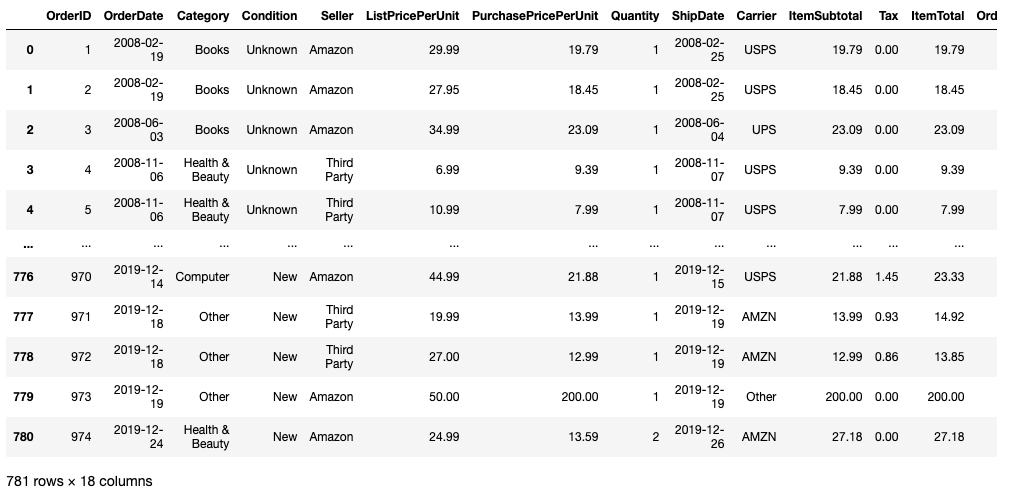 OrderID OrderDate Category Condition Seller ListPricePerUnit PurchasePricePerUnit Quantity ShipDate Carrier ItemSubtotal Tax ItemTotal Ord
0 1 2008-02-19 Books Unknown Amazon 29.99 19.79 1 2008-02-25 USPS 19.79 0.00 19.79
1 2 2008-02-19 Books Unknown Amazon 27.95 18.45 1 2008-02-25 USPS 18.45 0.00 18.45
2 3 2008-06-03 Books Unknown Amazon 34.99 23.09 1 2008-06-04 UPS 23.09 0.00 23.09
3 4 2008-11-06 Health & Beauty Unknown Third Party 6.99 9.39 1 2008-11-07 USPS 9.39 0.00 9.39
4 5 2008-11-06 Health & Beauty Unknown Third Party 10.99 7.99 1 2008-11-07 USPS 7.99 0.00 7.99
... ... ... ... ... ... ... ... ... ... ... ... ... ...
776 970 2019-12-14 Computer New Amazon 44.99 21.88 1 2019-12-15 USPS 21.88 1.45 23.33
777 971 2019-12-18 Other New Third Party 19.99 13.99 1 2019-12-19 AMZN 13.99 0.93 14.92
778 972 2019-12-18 Other New Third Party 27.00 12.99 1 2019-12-19 AMZN 12.99 0.86 13.85
779 973 2019-12-19 Other New Amazon 50.00 200.00 1 2019-12-19 Other 200.00 0.00 200.00
780 974 2019-12-24 Health & Beauty New Amazon 24.99 13.59 2 2019-12-26 AMZN 27.18 0.00 27.18
781 rows × 18 columns